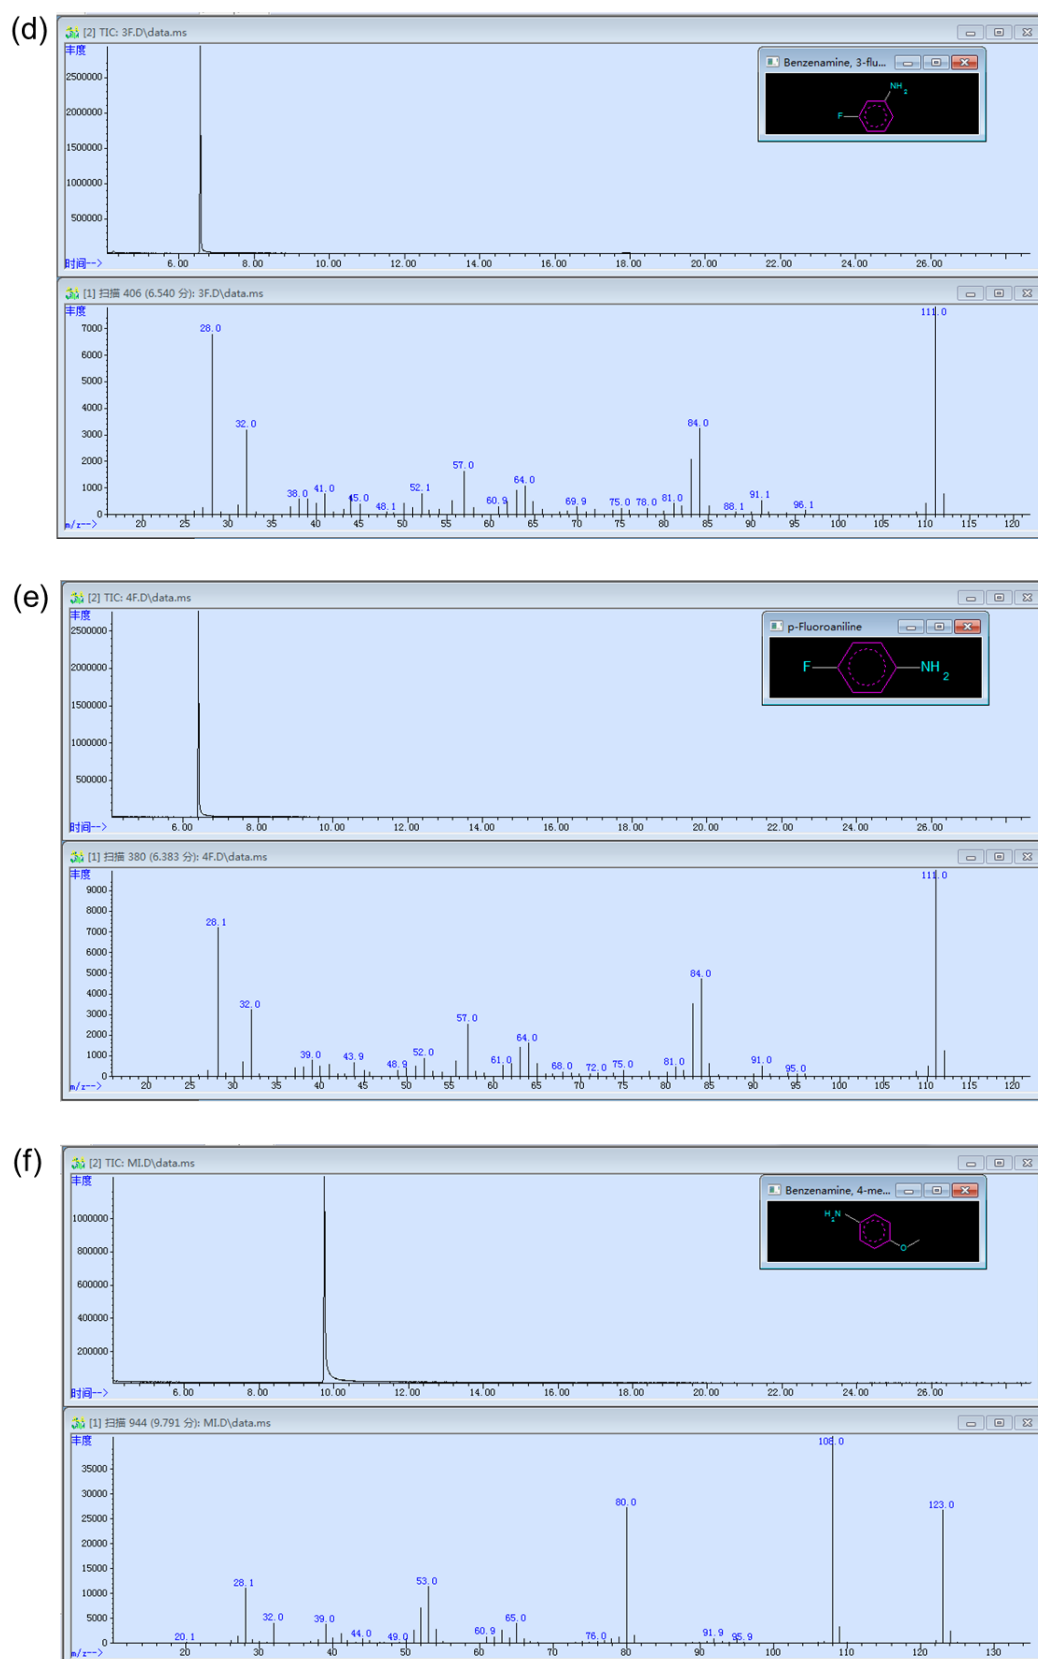 (d)
[2] TIC: 3F.D\data.ms
丰度
2500000
2000000
1500000
1000000
500000
时间-->
6.00 8.00 10.00 12.00 14.00 16.00 18.00 20.00 22.00 24.00 26.00
Benzenamine, 3-flu...
NH2
F
[1] 扫描 406 (6.540 分): 3F.D\data.ms
丰度
7000
6000
5000
4000
3000
2000
1000
0
28.0 32.0 38.0 41.0 45.0 48.1 52.1 57.0 60.9 64.0 69.9 75.0 78.0 81.0 84.0 88.1 91.1 96.1 111.0
m/z-->
20 25 30 35 40 45 50 55 60 65 70 75 80 85 90 95 100 105 110 115 120
(e)
[2] TIC: 4F.D\data.ms
丰度
2500000
2000000
1500000
1000000
500000
时间-->
6.00 8.00 10.00 12.00 14.00 16.00 18.00 20.00 22.00 24.00 26.00
p-Fluoroaniline
F NH2
[1] 扫描 380 (6.383 分): 4F.D\data.ms
丰度
9000
8000
7000
6000
5000
4000
3000
2000
1000
0
28.1 32.0 39.0 43.9 48.9 52.0 57.0 61.0 64.0 68.0 72.0 75.0 81.0 84.0 91.0 95.0 111.0
m/z-->
20 25 30 35 40 45 50 55 60 65 70 75 80 85 90 95 100 105 110 115 120
(f)
[2] TIC: MI.D\data.ms
丰度
1000000
800000
600000
400000
200000
时间-->
6.00 8.00 10.00 12.00 14.00 16.00 18.00 20.00 22.00 24.00 26.00
Benzenamine, 4-me...
H2N
O
[1] 扫描 944 (9.791 分): MI.D\data.ms
丰度
35000
30000
25000
20000
15000
10000
5000
0
20.1 28.1 32.0 39.0 44.0 49.0 53.0 60.9 65.0 76.0 80.0 91.9 95.9 108.0 123.0
m/z-->
20 30 40 50 60 70 80 90 100 110 120 130